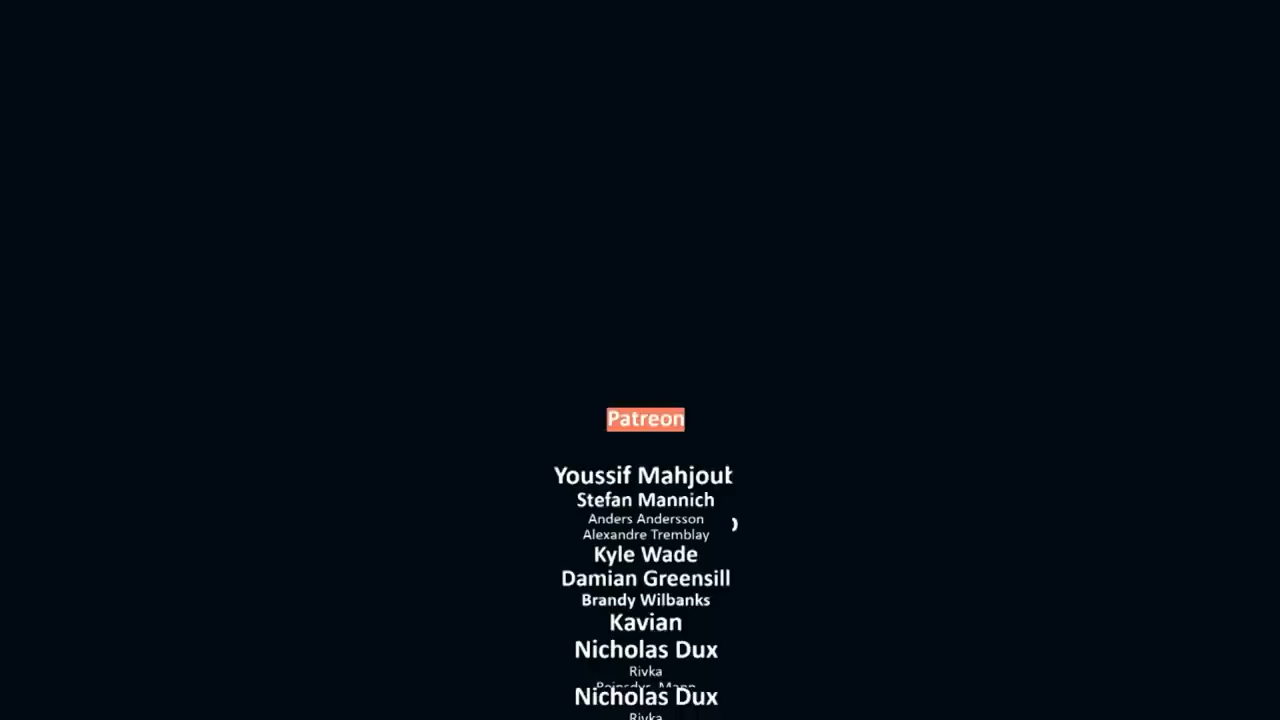 Patreon
Youssif Mahjoub
Stefan Mannich
Anders Andersson
Alexandre Tremblay
Kyle Wade
Damian Greensill
Brandy Wilbanks
Kavian
Nicholas Dux
Rivka
Nicholas Dux
Rivka